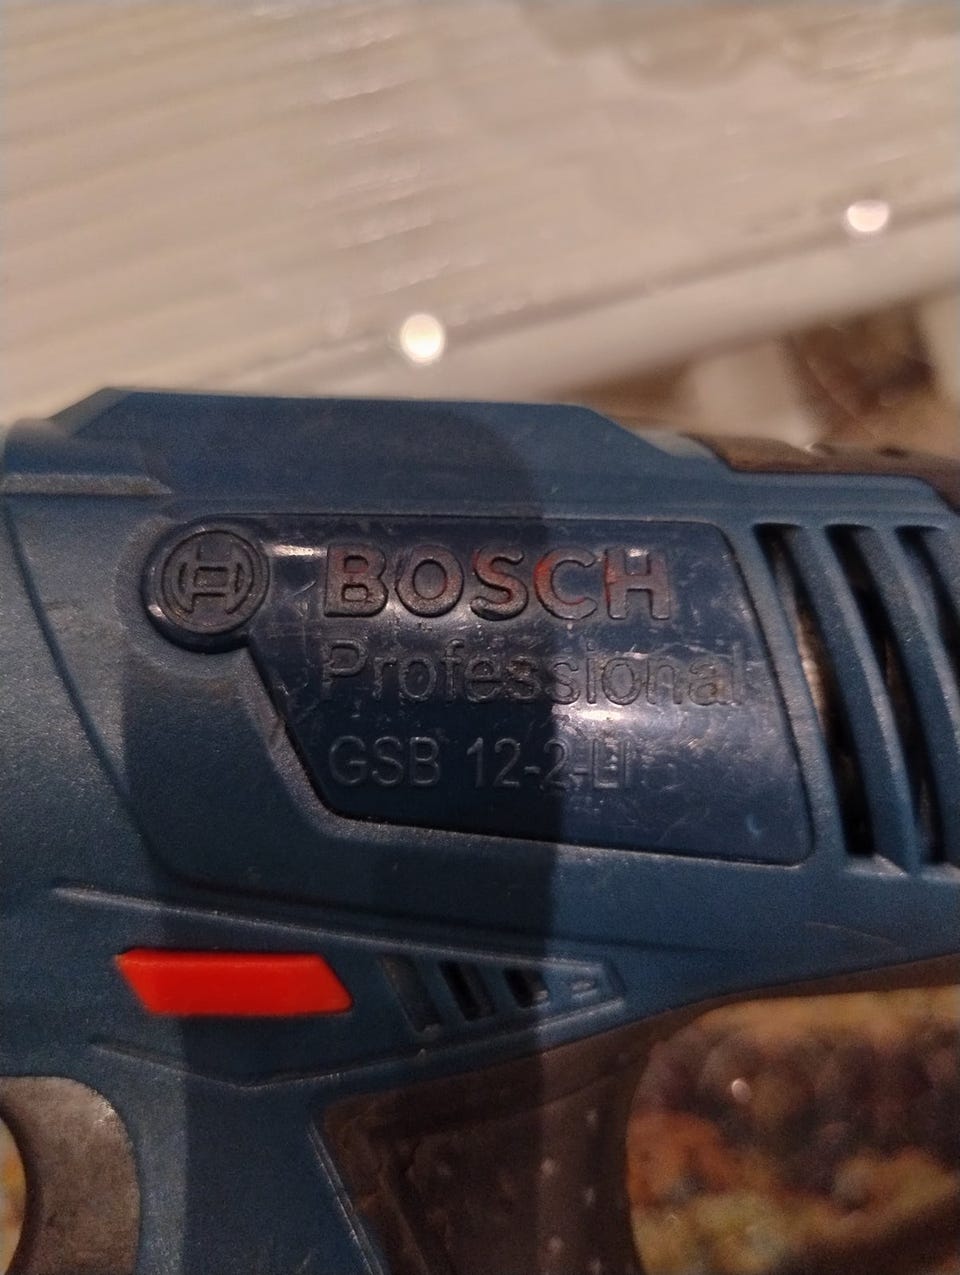 BOSCH
Professional
GSB 12-2-LI